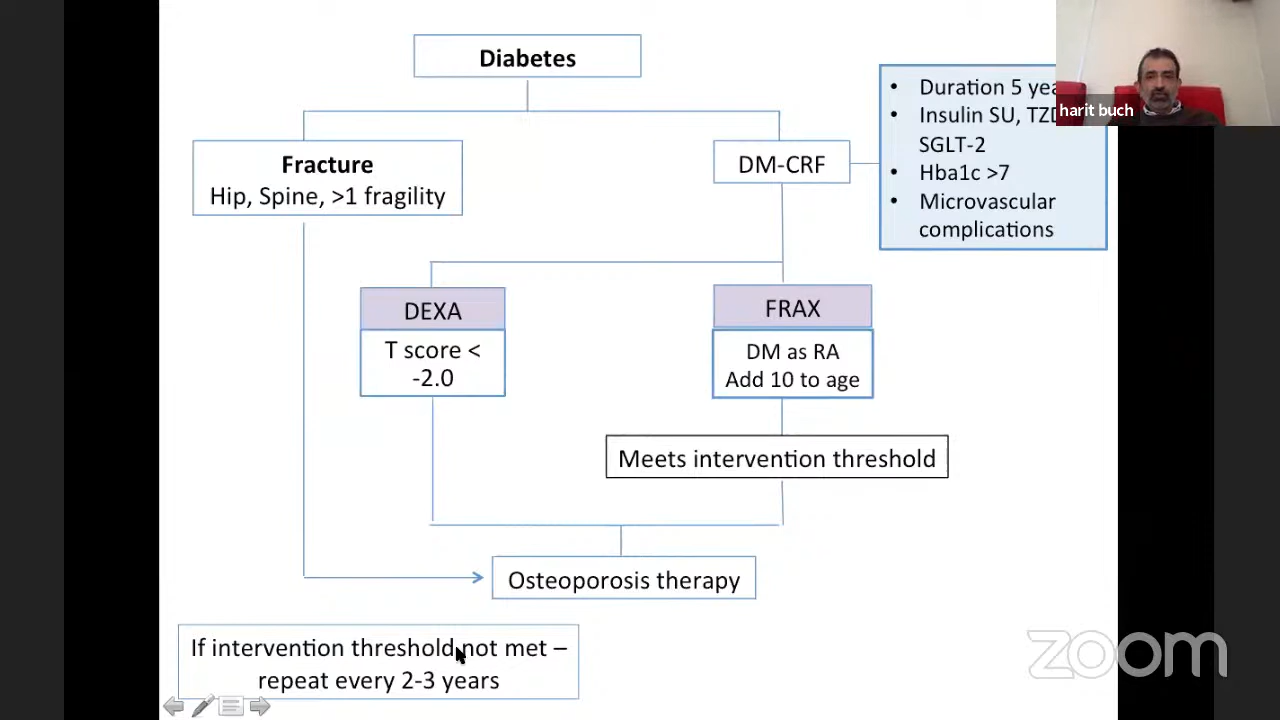 Diabetes
Fracture
Hip, Spine, >1 fragility
DM-CRF
• Duration 5
• Insulin SU,
SGLT-2
• Hba1c >7
• Microvascular
complications
harit buch
DEXA
T score <
-2.0
FRAX
DM as RA
Add 10 to age
Meets intervention threshold
Osteoporosis therapy
If intervention threshold not met –
repeat every 2-3 years
zoom